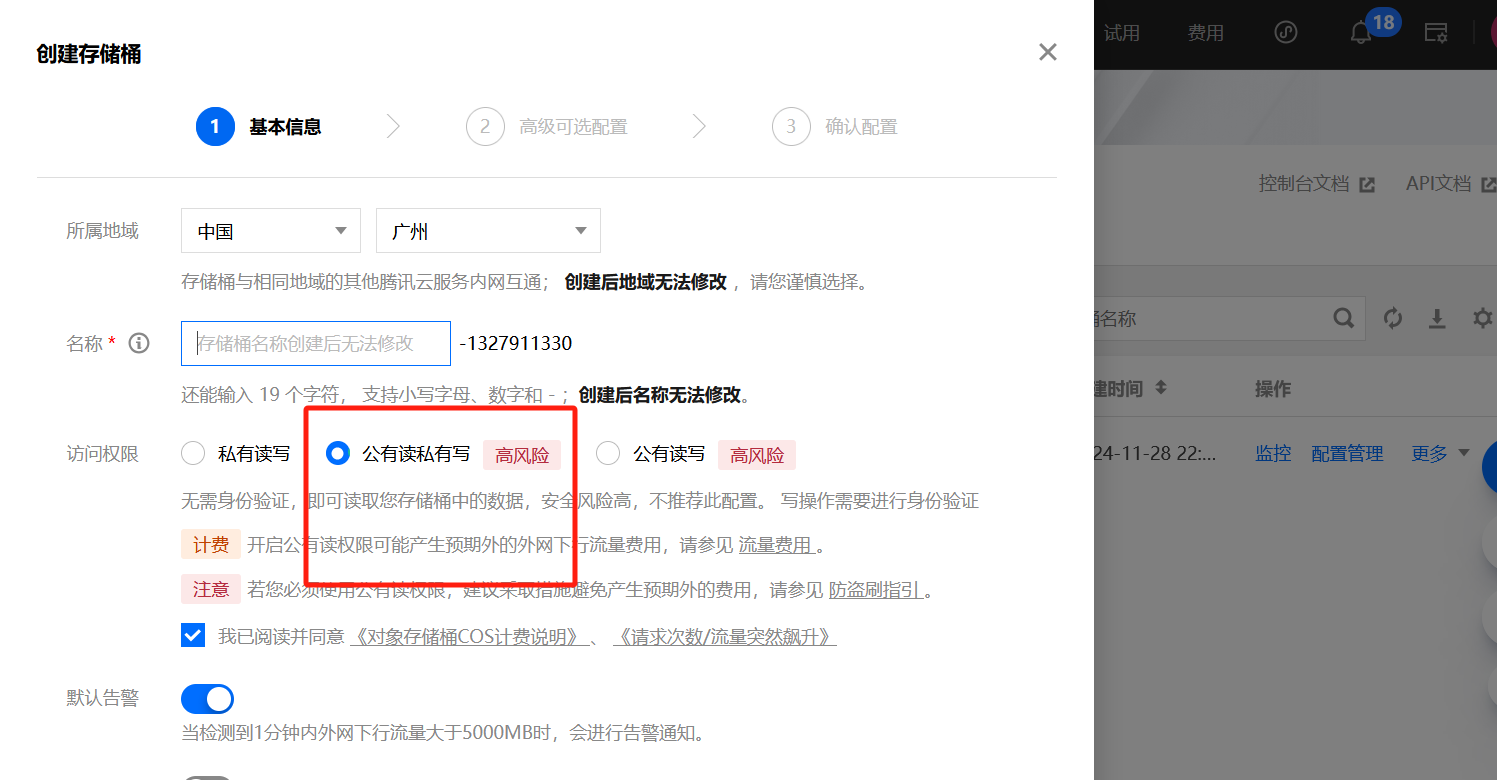 试用 费用 18
创建存储桶
1 基本信息 2 高级可选配置 3 确认配置
控制台文档 API文档
所属地域 中国 广州
存储桶与相同地域的其他腾讯云服务内网互通； 创建后地域无法修改 ，请您谨慎选择。
名称 * 存储桶名称创建后无法修改 -1327911330
桶名称
还能输入 19 个字符， 支持小写字母、数字和 - ； 创建后名称无法修改。
建时间 操作
访问权限 私有读写 公有读私有写 高风险 公有读写 高风险
24-11-28 22:... 监控 配置管理 更多
无需身份验证，即可读取您存储桶中的数据，安全风险高，不推荐此配置。 写操作需要进行身份验证
计费 开启公有读权限可能产生预期外的外网下行流量费用，请参见 流量费用 。
注意 若您必须使用公有读权限，建议采取措施避免产生预期外的费用，请参见 防盗刷指引 。
我已阅读并同意 《对象存储桶COS计费说明》 、 《请求次数/流量突然飙升》
默认告警
当检测到1分钟内外网下行流量大于5000MB时，会进行告警通知。